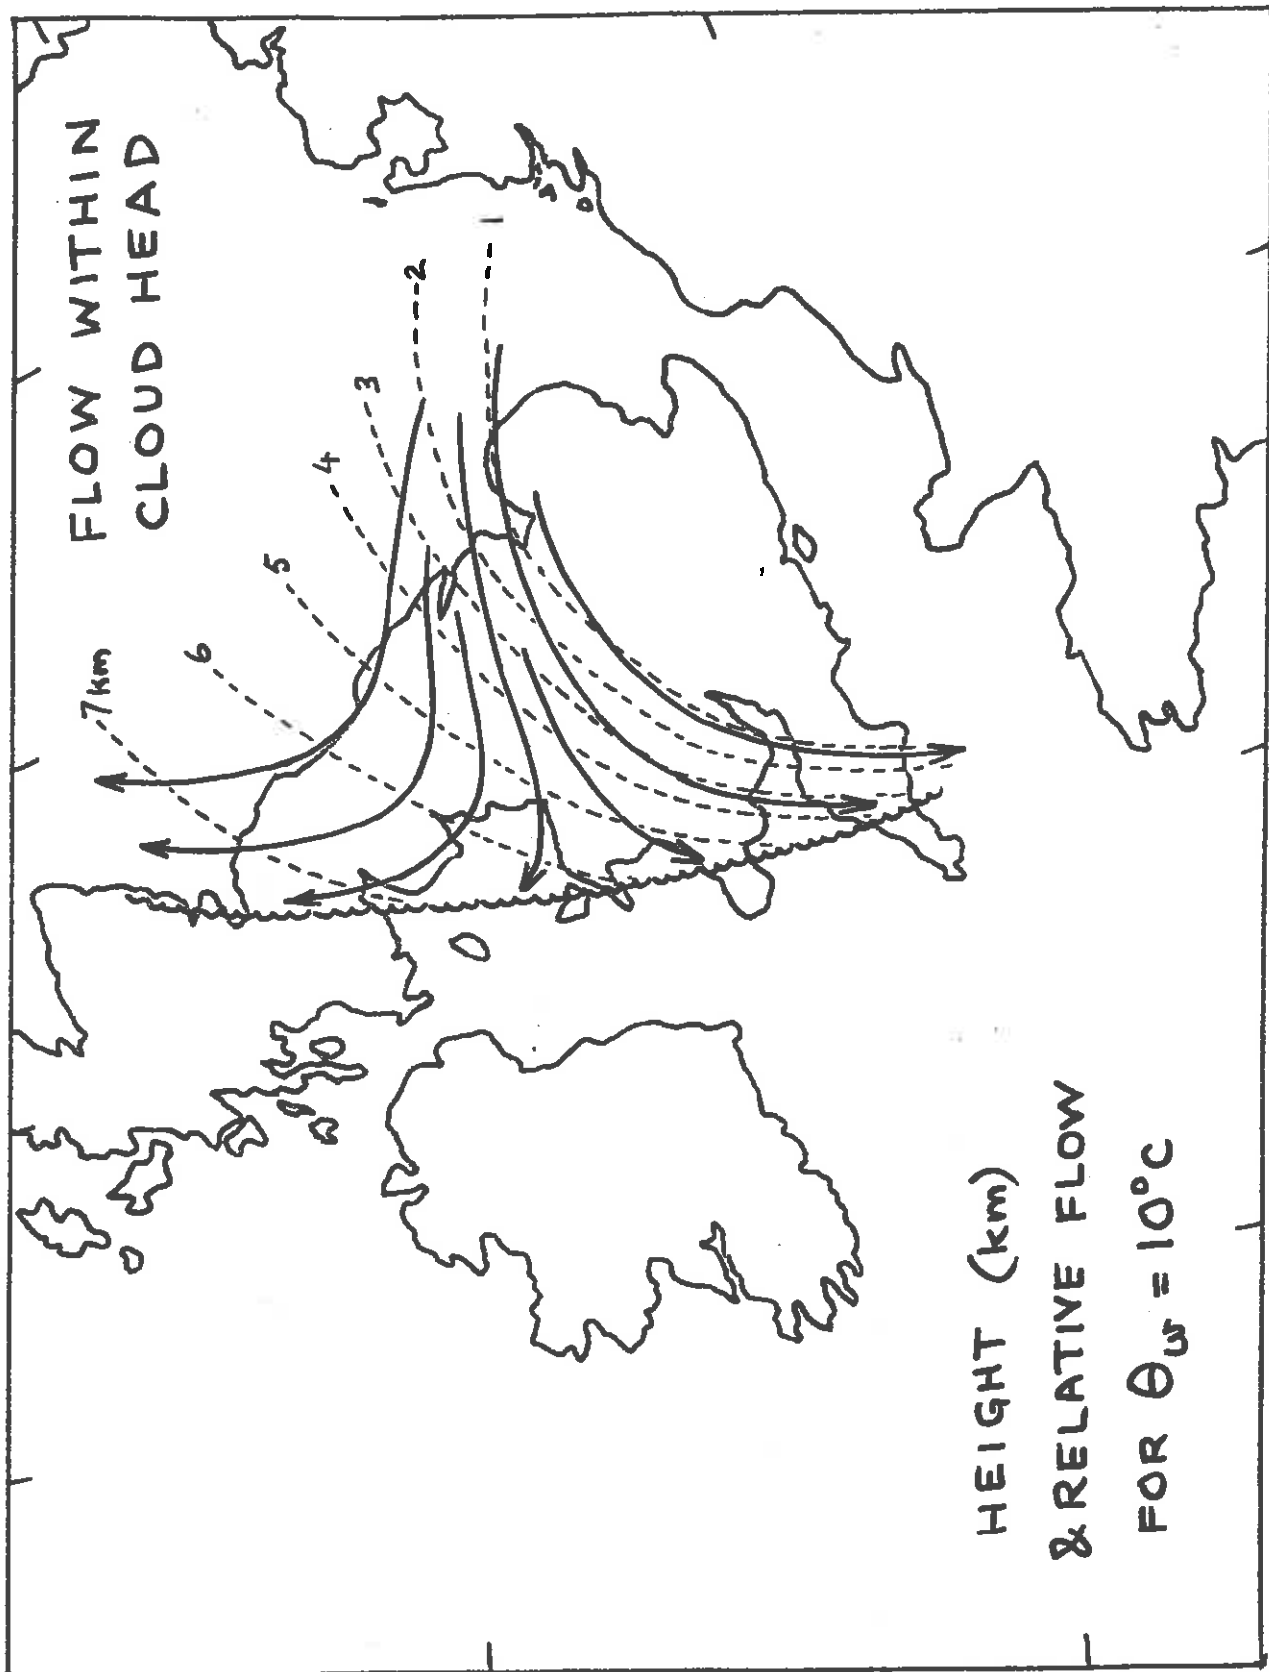 FLOW WITHIN
CLOUD HEAD
7km
6
5
4
3
2
1
HEIGHT (km)
& RELATIVE FLOW
FOR θw = 10°C